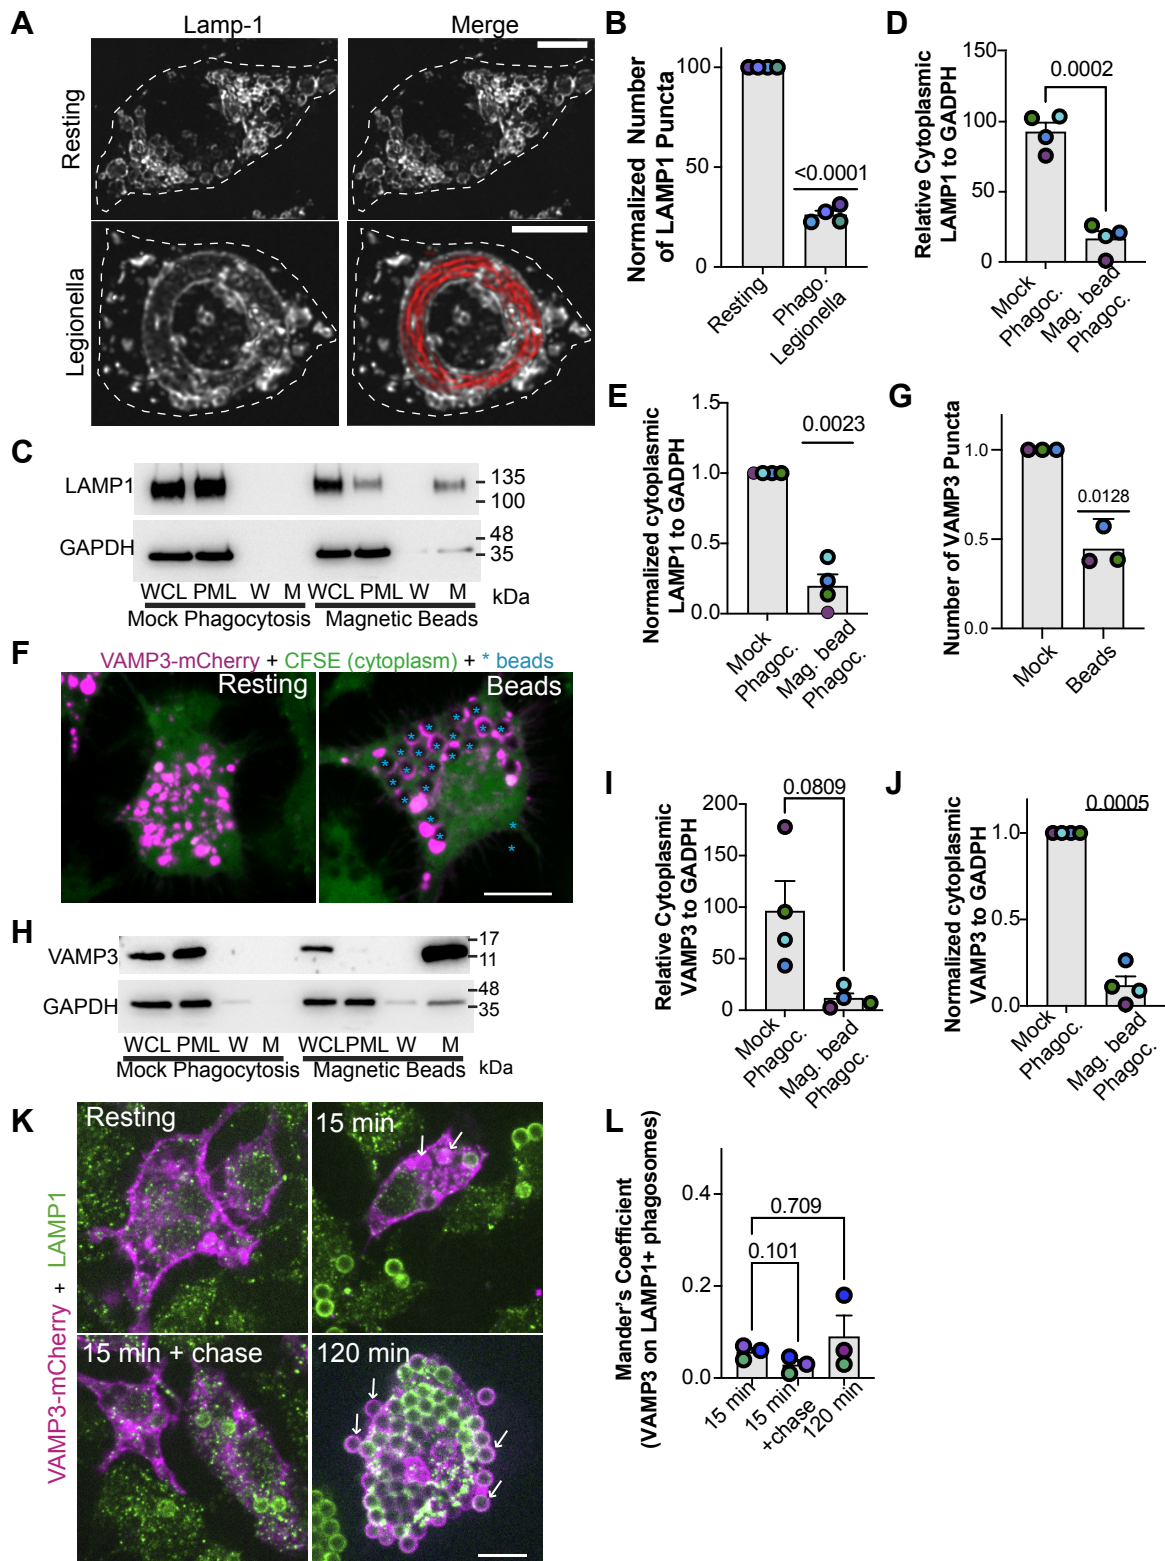 A
Lamp-1
Merge
Resting
Legionella
B
Normalized Number
of LAMP1 Puncta
100
50
0
<0.0001
Resting
Phago.
Legionella
D
Relative Cytoplasmic
LAMP1 to GADPH
150
100
50
0
0.0002
Mock
Phagoc.
Mag. bead
Phagoc.
C
LAMP1
135
100
GAPDH
48
35
WCL PML W M WCL PML W M
kDa
Mock Phagocytosis
Magnetic Beads
E
Normalized cytoplasmic
LAMP1 to GADPH
1.5
1.0
0.5
0.0
0.0023
Mock
Phagoc.
Mag. bead
Phagoc.
G
Number of VAMP3 Puncta
1.0
0.5
0.0
0.0128
Mock
Beads
F
VAMP3-mCherry + CFSE (cytoplasm) + * beads
Resting
Beads
* * * * * * * * * * * * * * * * * * *
H
VAMP3
17
11
GAPDH
48
35
WCL PML W M WCLPML W M
Mock Phagocytosis
Magnetic Beads
kDa
I
Relative Cytoplasmic
VAMP3 to GADPH
200
150
100
50
0
0.0809
Mock
Phagoc.
Mag. bead
Phagoc.
J
Normalized cytoplasmic
VAMP3 to GADPH
1.0
0.5
0.0
0.0005
Mock
Phagoc.
Mag. bead
Phagoc.
K
VAMP3-mCherry + LAMP1
Resting
15 min
15 min + chase
120 min
L
Mander's Coefficient
(VAMP3 on LAMP1+ phagosomes)
0.4
0.2
0.0
0.709
0.101
15 min
15 min
+chase
120 min